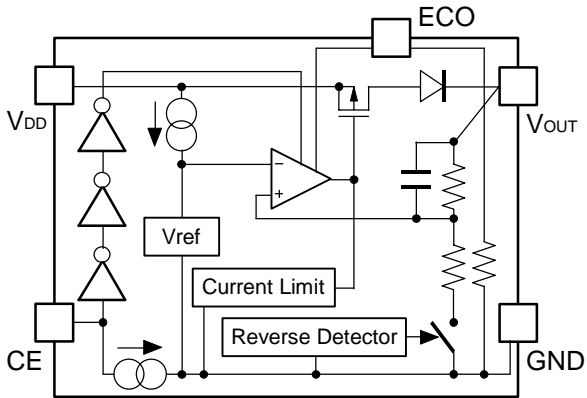 ECO
VDD
VOUT
−
+
Vref
Current Limit
Reverse Detector
CE
GND